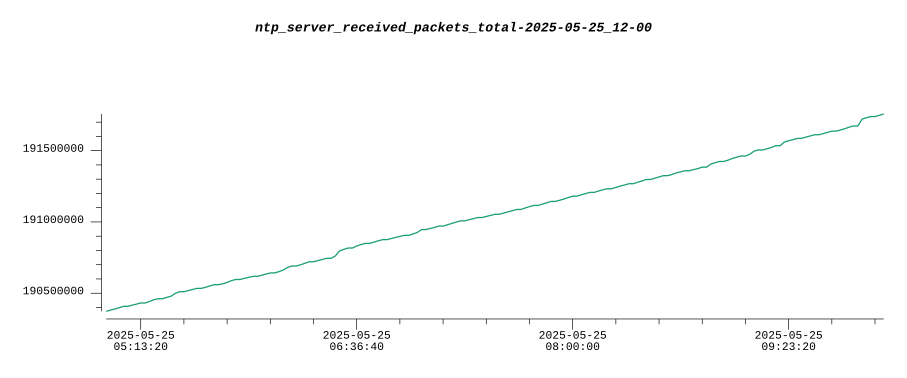 ntp_server_received_packets_total-2025-05-25_12-00
191500000
191000000
190500000
2025-05-25 2025-05-25 2025-05-25 2025-05-25
05:13:20 06:36:40 08:00:00 09:23:20